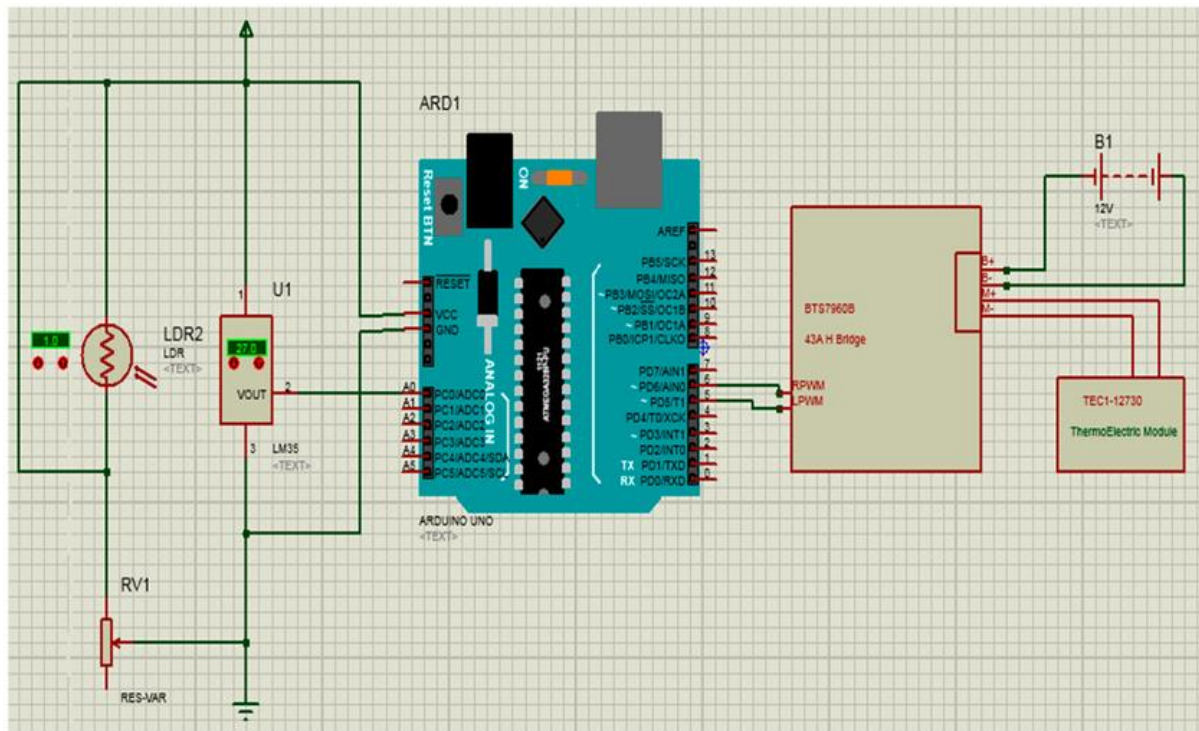 ARD1
Reset BTN
ON
RESET
VCC
GND
ANALOG IN
A0
A1
A2
A3
A4
A5
PC0/ADC0
PC1/ADC1
PC2/ADC2
PC3/ADC3
PC4/ADC4/SDA
PC5/ADC5/SCL
AREF
PB5/SCK 13
PB4/MISO 12
~PB3/MOSI/OC2A 11
~PB2/SS/OC1B 10
~PB1/OC1A 9
PB0/ICP1/CLKO 8
PD7/AIN1 7
~PD6/AIN0 6
~PD5/T1 5
PD4/T0/XCK 4
~PD3/INT1 3
PD2/INT0 2
TX PD1/TXD 1
RX PD0/RXD 0
ARDUINO UNO
<TEXT>
1.0
LDR2
LDR
<TEXT>
U1
1
27.0
VOUT
2
3
LM35
<TEXT>
RV1
RES-VAR
BTS7960B
43A H Bridge
RPWM
LPWM
B+
B-
M+
M-
B1
12V
<TEXT>
TEC1-12730
ThermoElectric Module